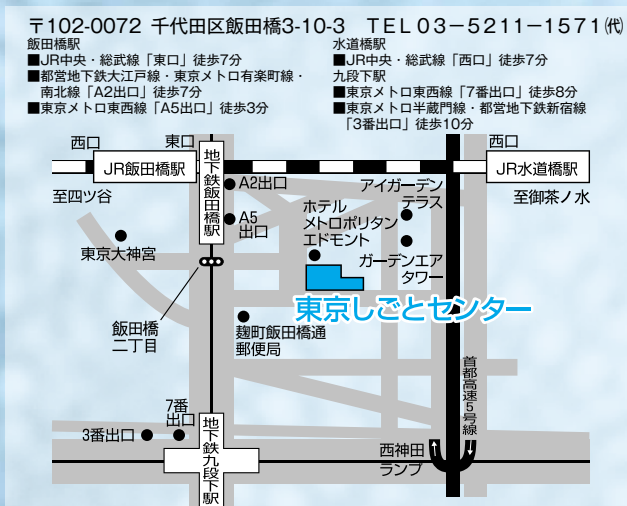 〒102-0072 千代田区飯田橋3-10-3 TEL 03-5211-1571㈹
飯田橋駅
■JR中央・総武線「東口」徒歩7分
■都営地下鉄大江戸線・東京メトロ有楽町線・
南北線「A2出口」徒歩7分
■東京メトロ東西線「A5出口」徒歩3分
水道橋駅
■JR中央・総武線「西口」徒歩7分
九段下駅
■東京メトロ東西線「7番出口」徒歩8分
■東京メトロ半蔵門線・都営地下鉄新宿線
「3番出口」徒歩10分
西口
東口
西口
JR飯田橋駅
地下鉄飯田橋駅
JR水道橋駅
至四ツ谷
A2出口
アイガーデン
テラス
至御茶ノ水
A5
出口
ホテル
メトロポリタン
エドモント
東京大神宮
ガーデンエア
タワー
東京しごとセンター
飯田橋
二丁目
麹町飯田橋通
郵便局
首都高速5号線
7番
出口
3番出口
地下鉄九段下駅
西神田
ランプ